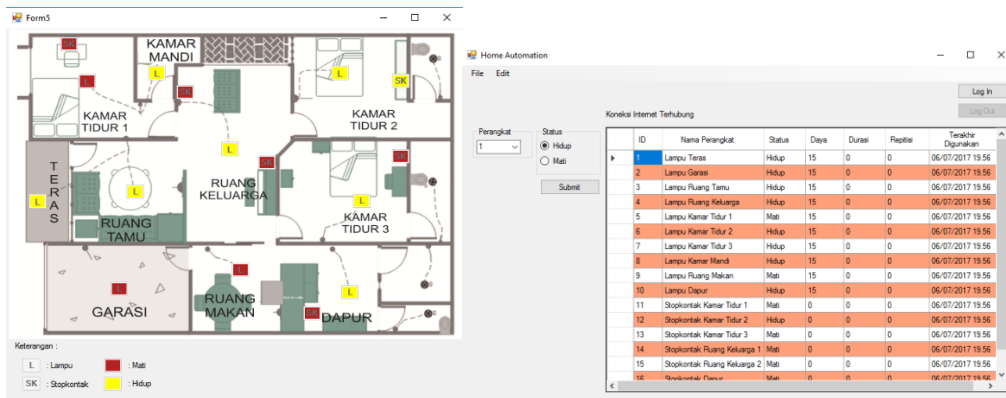 Form5
SK
KAMAR
MANDI
L
L
L
SK
SK
KAMAR
TIDUR 1
KAMAR
TIDUR 2
L
SK
SK
TERAS
L
L
RUANG
KELUARGA
L
KAMAR
TIDUR 3
RUANG
TAMU
L
L
L
GARASI
RUANG
MAKAN
SK
DAPUR
Keterangan :
L : Lampu : Mati
SK : Stopkontak : Hidup
Home Automation
File Edit
Log In
Log Out
Koneksi Internet Terhubung
Perangkat
1
Status
Hidup
Mati
Submit
ID Nama Perangkat Status Daya Durasi Repitisi Terakhir Digunakan
1 Lampu Teras Hidup 15 0 0 06/07/2017 19.56
2 Lampu Garasi Hidup 15 0 0 06/07/2017 19.56
3 Lampu Ruang Tamu Hidup 15 0 0 06/07/2017 19.56
4 Lampu Ruang Keluarga Hidup 15 0 0 06/07/2017 19.56
5 Lampu Kamar Tidur 1 Mati 15 0 0 06/07/2017 19.56
6 Lampu Kamar Tidur 2 Hidup 15 0 0 06/07/2017 19.56
7 Lampu Kamar Tidur 3 Hidup 15 0 0 06/07/2017 19.56
8 Lampu Kamar Mandi Hidup 15 0 0 06/07/2017 19.56
9 Lampu Ruang Makan Mati 15 0 0 06/07/2017 19.56
10 Lampu Dapur Hidup 15 0 0 06/07/2017 19.56
11 Stopkontak Kamar Tidur 1 Mati 0 0 0 06/07/2017 19.56
12 Stopkontak Kamar Tidur 2 Hidup 0 0 0 06/07/2017 19.56
13 Stopkontak Kamar Tidur 3 Mati 0 0 0 06/07/2017 19.56
14 Stopkontak Ruang Keluarga 1 Mati 0 0 0 06/07/2017 19.56
15 Stopkontak Ruang Keluarga 2 Mati 0 0 0 06/07/2017 19.56
16 Stopkontak Dapur Mati 0 0 0 06/07/2017 19.56